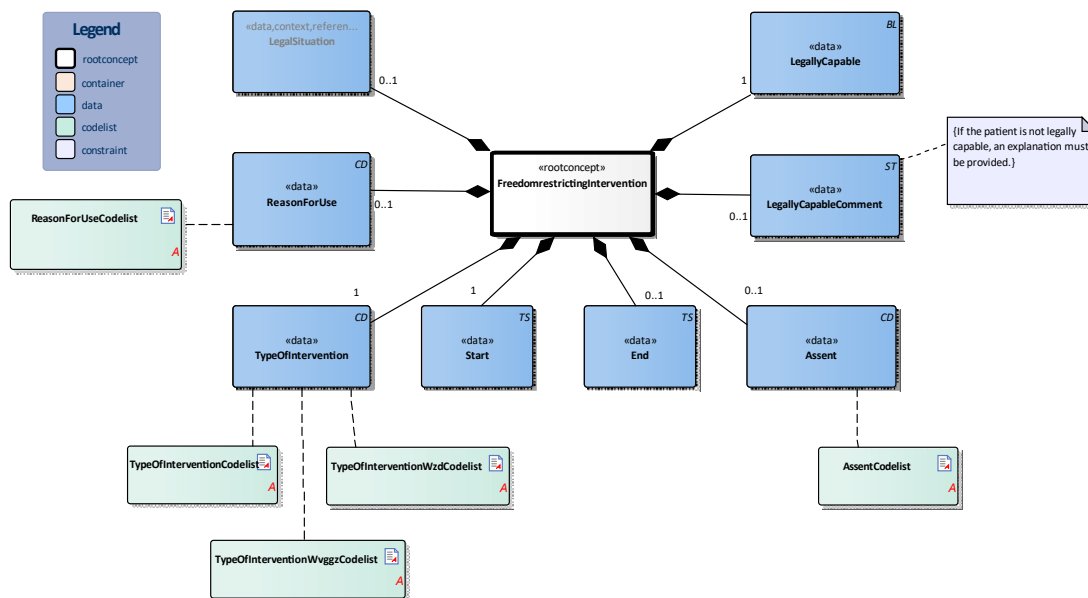 Legend
rootconcept
container
data
codelist
constraint
«data,context,referen...
LegalSituation
0..1
BL
«data»
LegallyCapable
1
{If the patient is not legally
capable, an explanation must
be provided.}
«rootconcept»
FreedomrestrictingIntervention
CD
«data»
ReasonForUse
0..1
ST
«data»
LegallyCapableComment
0..1
ReasonForUseCodelist
A
1
1
0..1
0..1
CD
«data»
TypeOfIntervention
TS
«data»
Start
TS
«data»
End
CD
«data»
Assent
TypeOfInterventionCodelist
A
TypeOfInterventionWzdCodelist
A
AssentCodelist
A
TypeOfInterventionWvggzCodelist
A